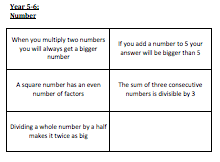 Year 5-6:
Number
When you multiply two numbers
you will always get a bigger
number
If you add a number to 5 your
answer will be bigger than 5
A square number has an even
number of factors
The sum of three consecutive
numbers is divisible by 3
Dividing a whole number by a half
makes it twice as big